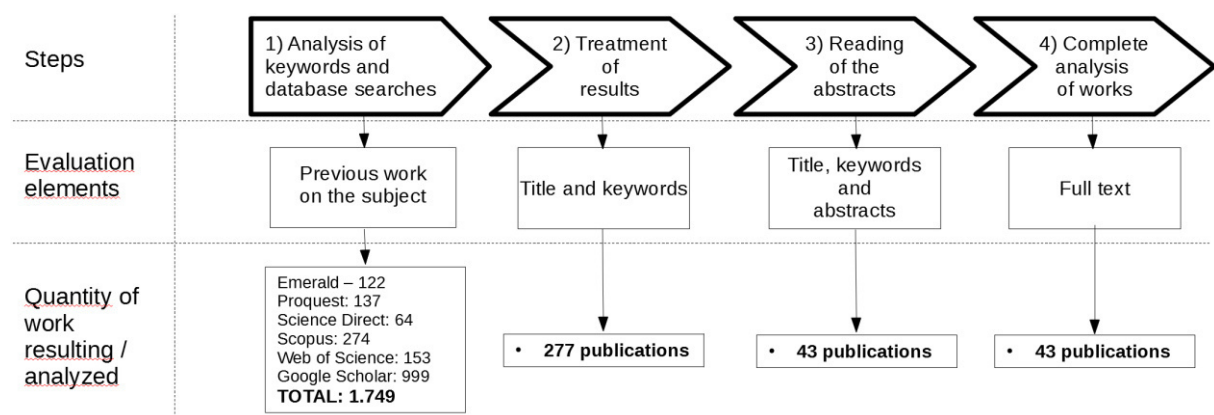 Steps
1) Analysis of
keywords and
database searches
2) Treatment
of
results
3) Reading
of the
abstracts
4) Complete
analysis
of works
Evaluation
elements
Previous work
on the subject
Title and keywords
Title, keywords
and
abstracts
Full text
Quantity of
work
resulting /
analyzed
Emerald – 122
Proquest: 137
Science Direct: 64
Scopus: 274
Web of Science: 153
Google Scholar: 999
TOTAL: 1.749
• 277 publications
• 43 publications
• 43 publications